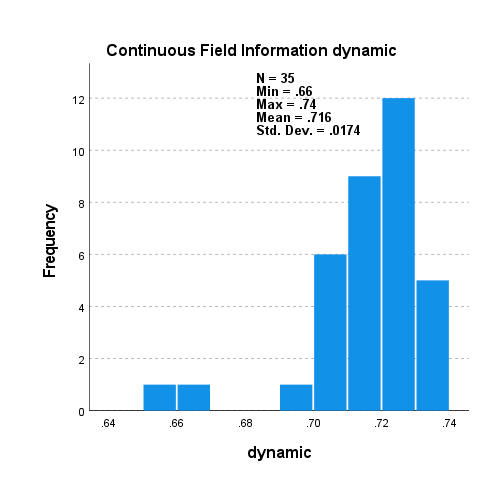 Continuous Field Information dynamic
N = 35
Min = .66
Max = .74
Mean = .716
Std. Dev. = .0174
12
10
8
6
4
2
0
Frequency
.64 .66 .68 .70 .72 .74
dynamic